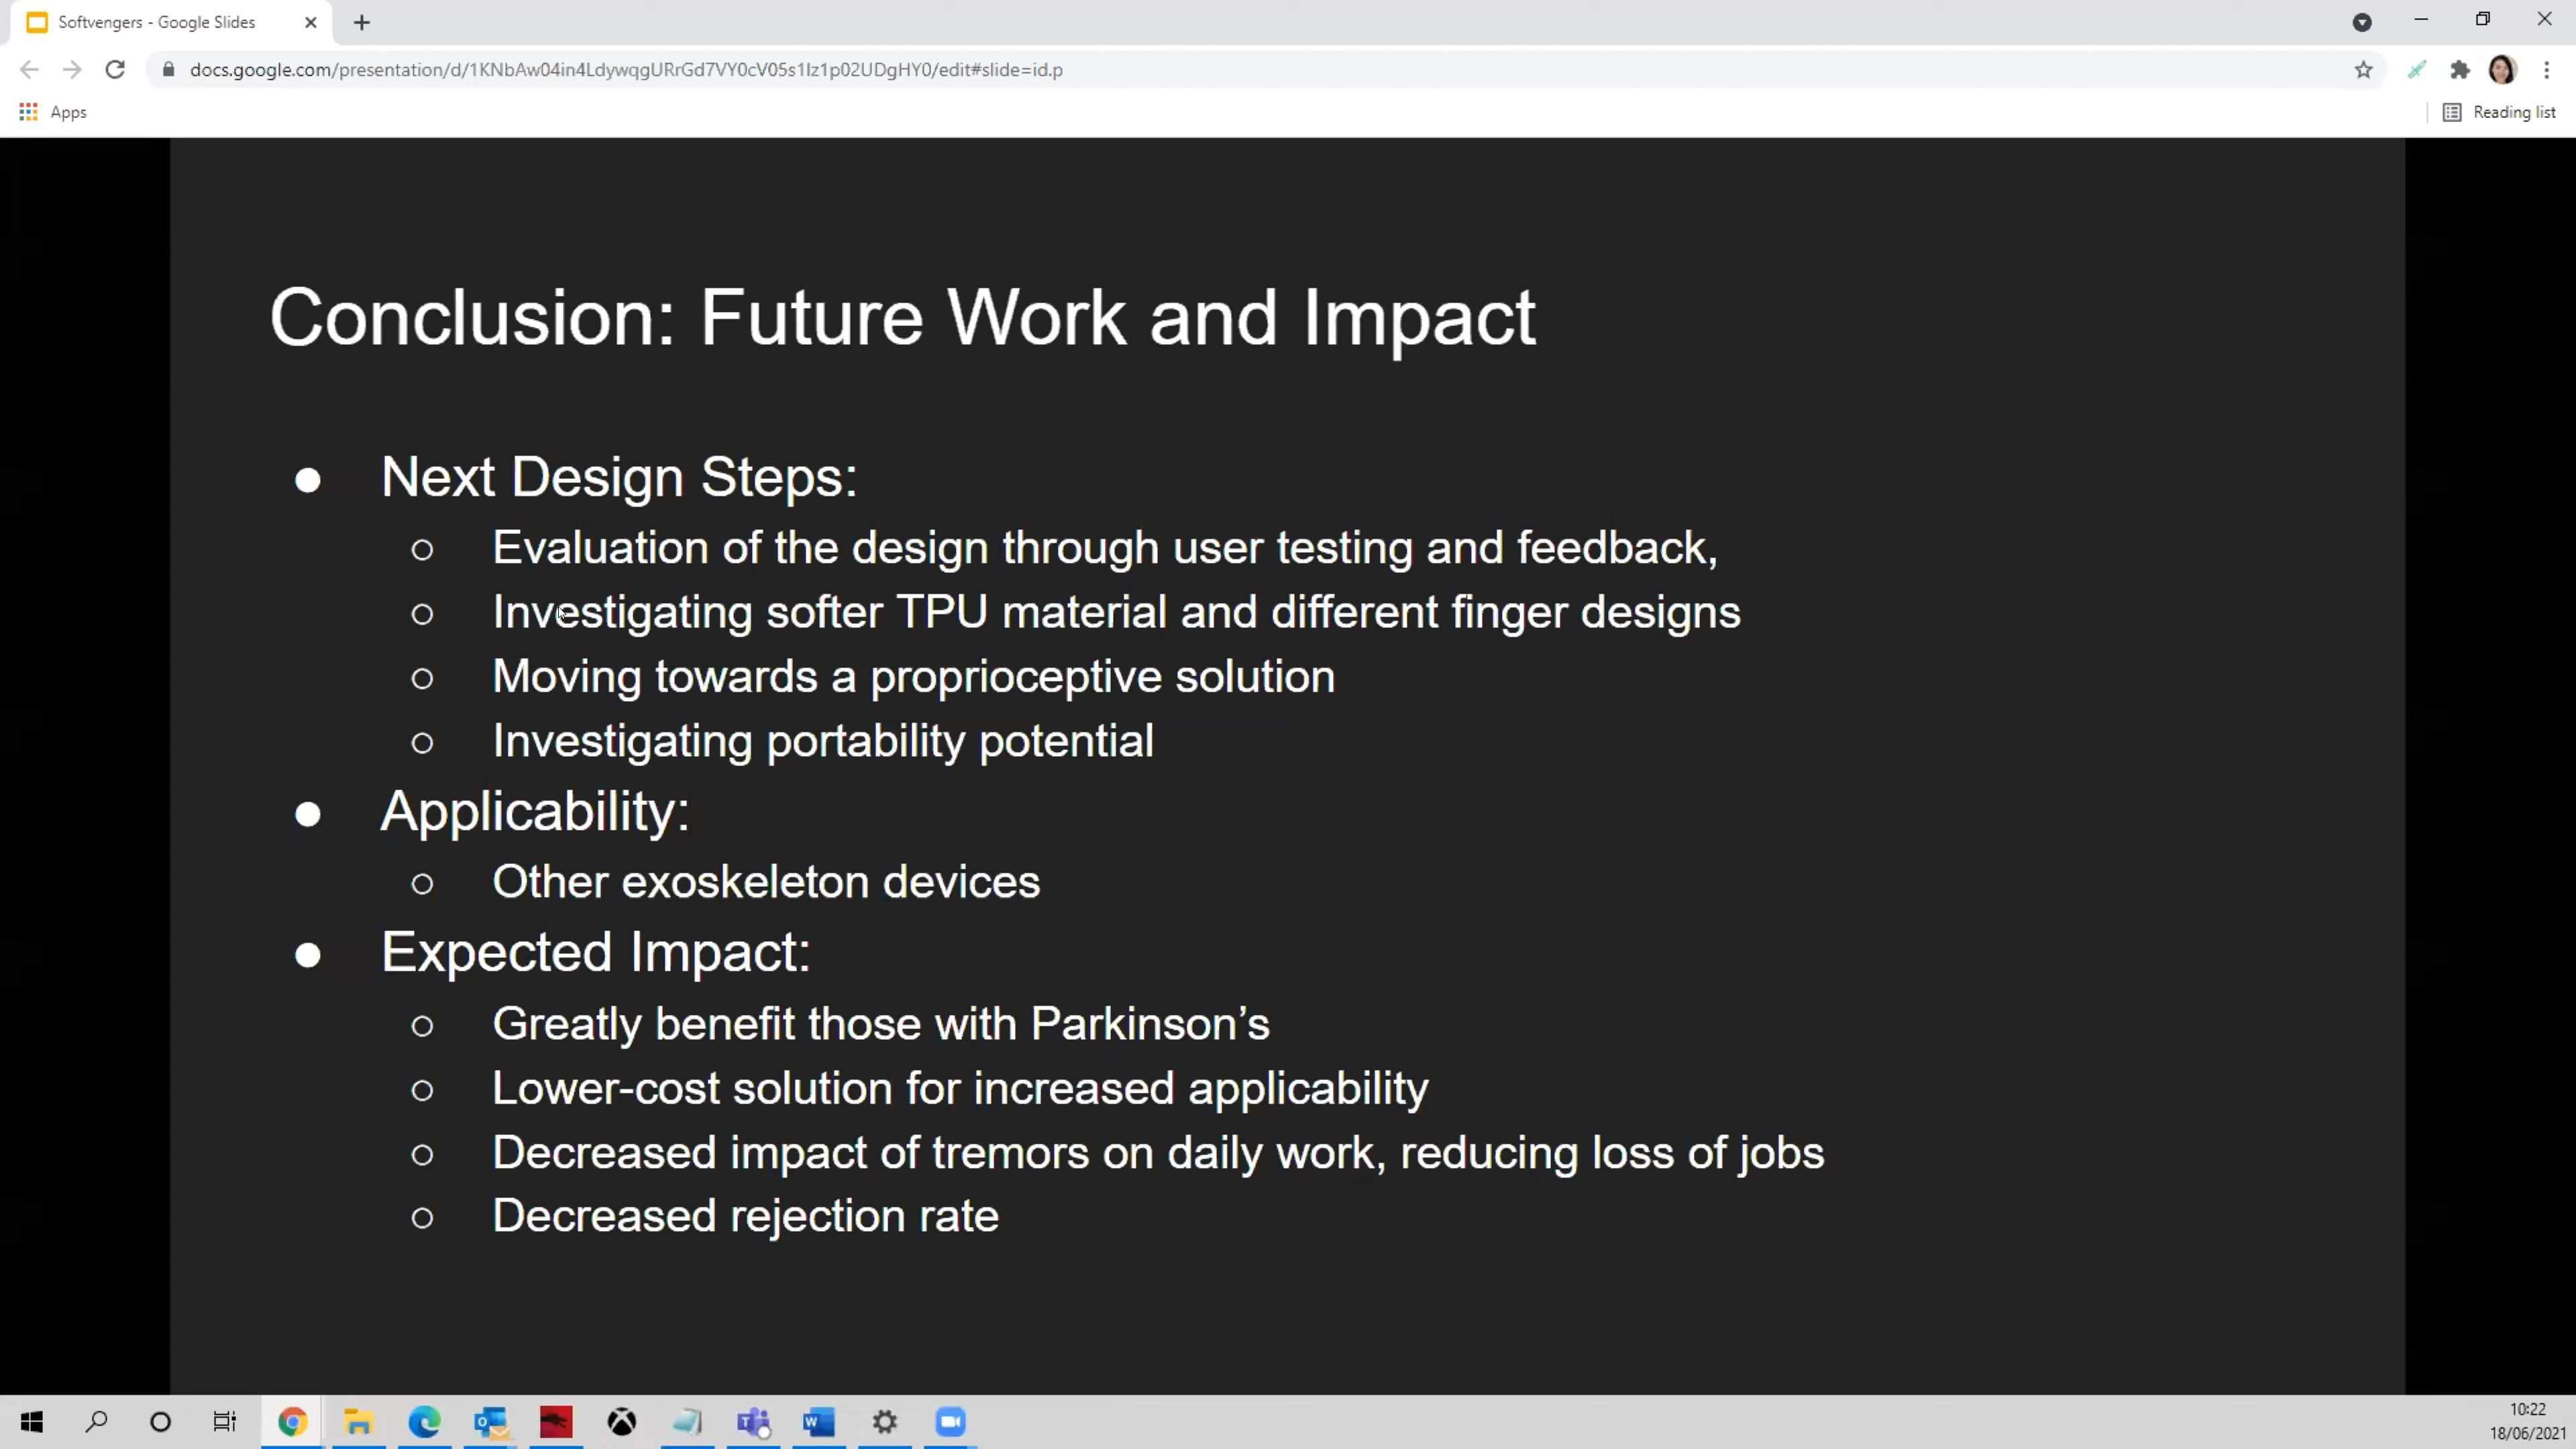 Softvengers - Google Slides
docs.google.com/presentation/d/1KNbAw04in4LdywqgURrGd7VY0cV05s1Iz1p02UDgHY0/edit#slide=id.p
Apps
Reading list
Conclusion: Future Work and Impact
● Next Design Steps:
○ Evaluation of the design through user testing and feedback,
○ Investigating softer TPU material and different finger designs
○ Moving towards a proprioceptive solution
○ Investigating portability potential
● Applicability:
○ Other exoskeleton devices
● Expected Impact:
○ Greatly benefit those with Parkinson’s
○ Lower-cost solution for increased applicability
○ Decreased impact of tremors on daily work, reducing loss of jobs
○ Decreased rejection rate
10:22
18/06/2021